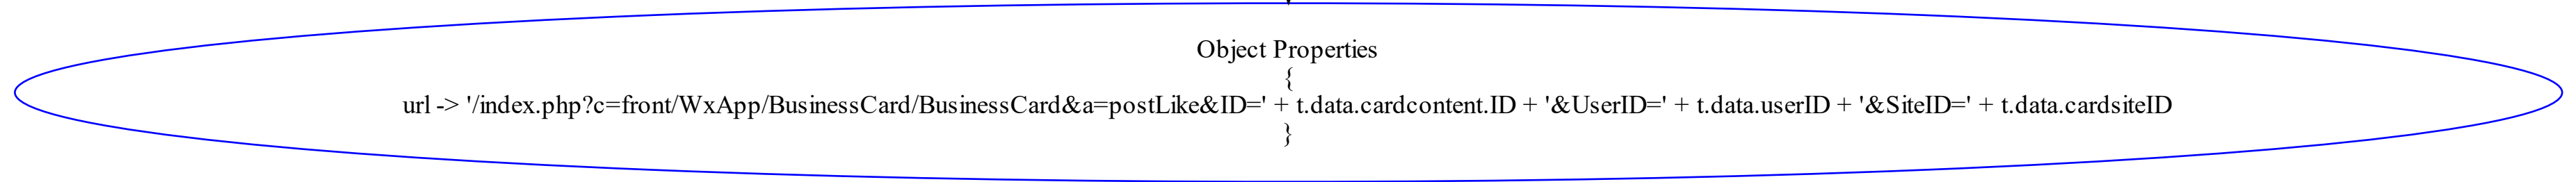 Object Properties
{
url -> '/index.php?c=front/WxApp/BusinessCard/BusinessCard&a=postLike&ID=' + t.data.cardcontent.ID + '&UserID=' + t.data.userID + '&SiteID=' + t.data.cardsiteID
}